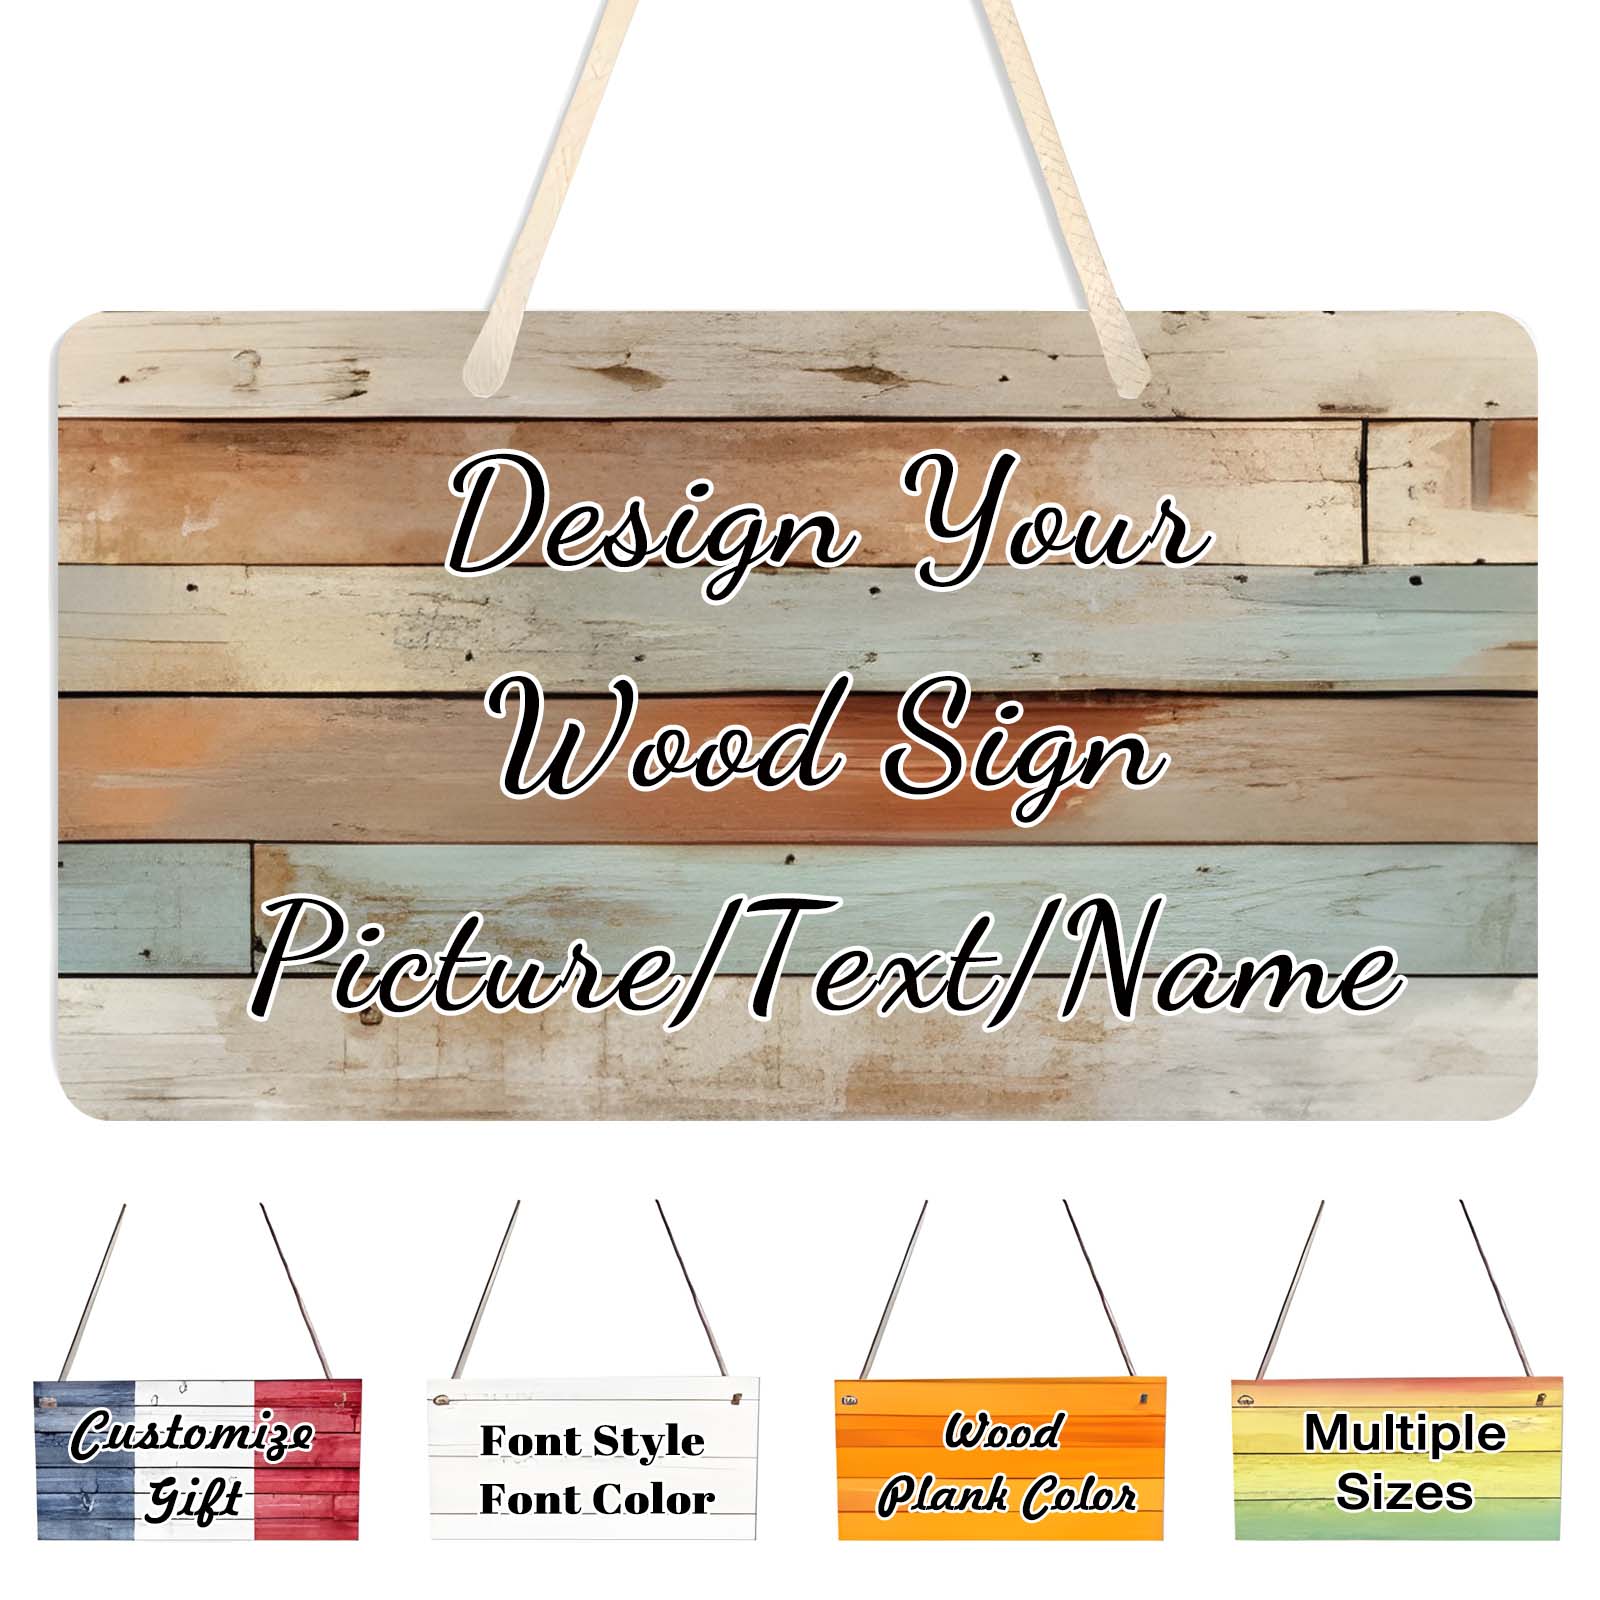 Design Your
Wood Sign
Picture/Text/Name
Customize
Gift
Font Style
Font Color
Wood
Plank Color
Multiple
Sizes